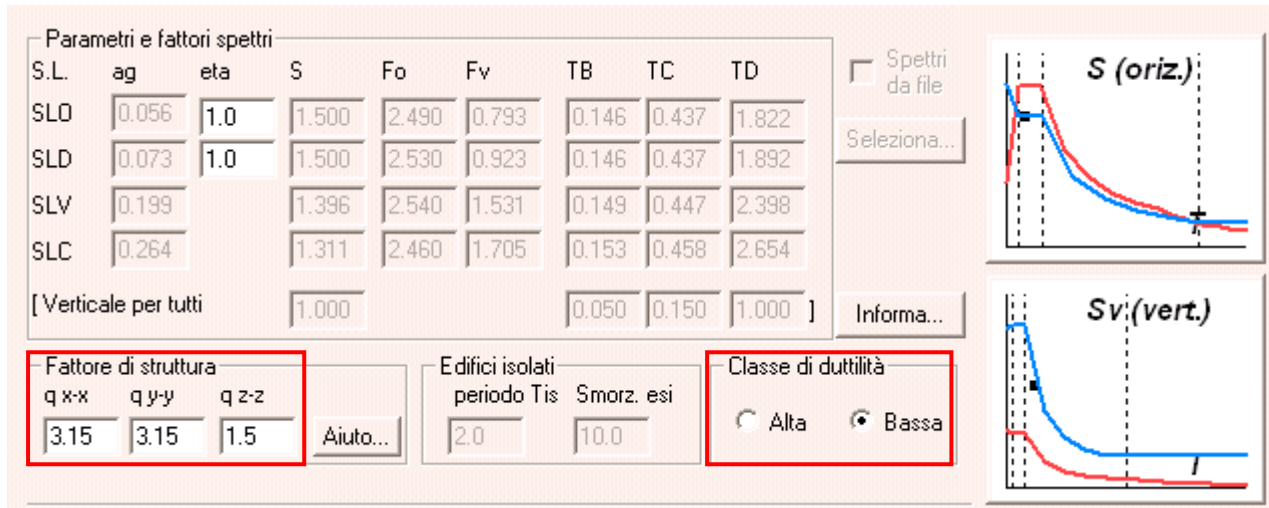 Parametri e fattori spettri
S.L. ag eta S Fo Fv TB TC TD
SLO 0.056 1.0 1.500 2.490 0.793 0.146 0.437 1.822
SLD 0.073 1.0 1.500 2.530 0.923 0.146 0.437 1.892
SLV 0.199 1.396 2.540 1.531 0.149 0.447 2.398
SLC 0.264 1.311 2.460 1.705 0.153 0.458 2.654
[ Verticale per tutti 1.000 0.050 0.150 1.000 ]
Spettri
da file
Seleziona...
Informa...
S (oriz.)
Sv (vert.)
Fattore di struttura
q x-x q y-y q z-z
3.15 3.15 1.5 Aiuto...
Edifici isolati
periodo Tis Smorz. esi
2.0 10.0
Classe di duttilità
Alta Bassa